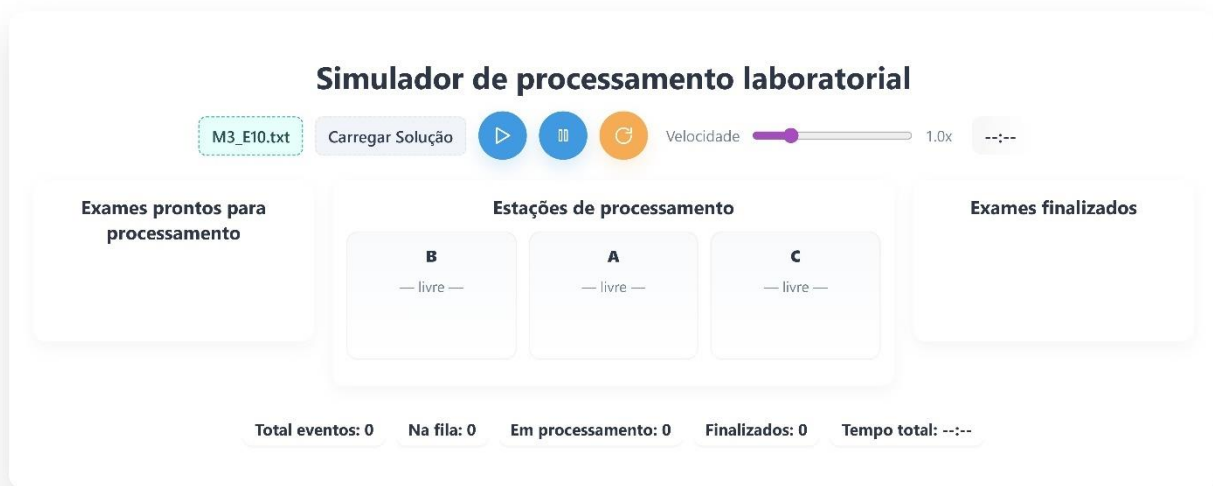 Simulador de processamento laboratorial
M3_E10.txt Carregar Solução Velocidade 1.0x --:--
Exames prontos para
processamento
Estações de processamento
B A C
— livre — — livre — — livre —
Exames finalizados
Total eventos: 0 Na fila: 0 Em processamento: 0 Finalizados: 0 Tempo total: --:--